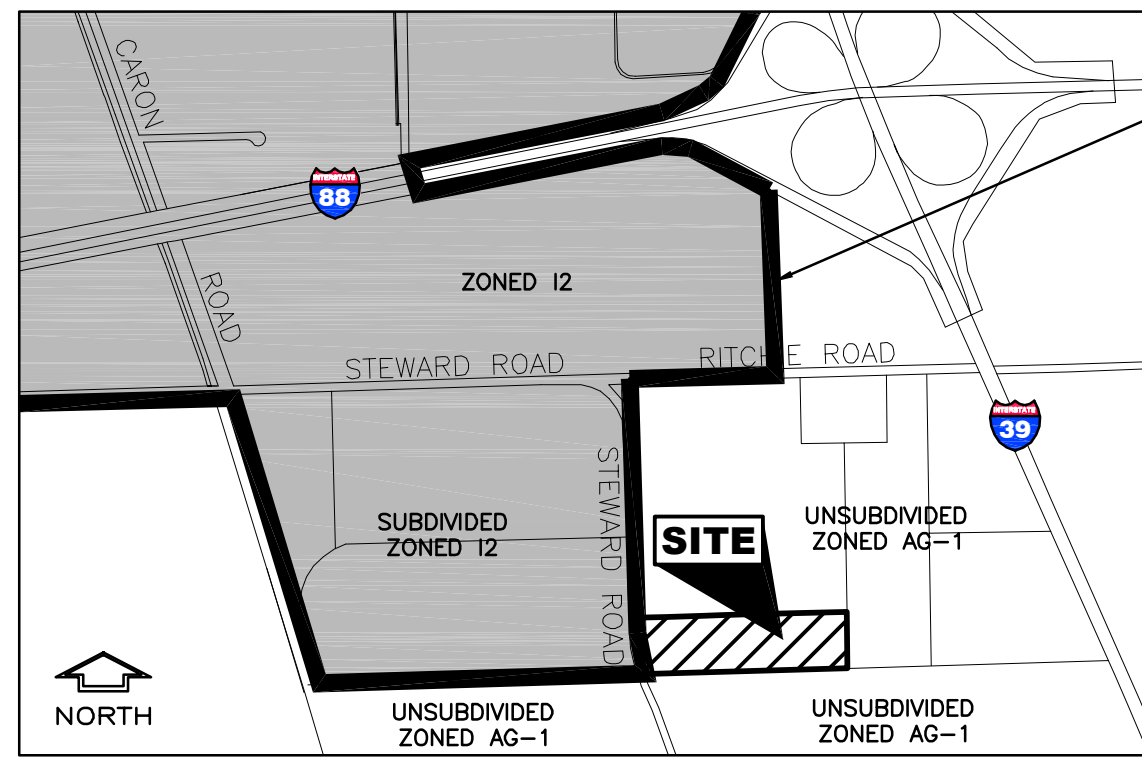 CARON
INTERSTATE
88
ROAD
ZONED I2
STEWARD ROAD
RITCHIE ROAD
INTERSTATE
39
STEWARD ROAD
SUBDIVIDED
ZONED I2
SITE
UNSUBDIVIDED
ZONED AG-1
NORTH
UNSUBDIVIDED
ZONED AG-1
UNSUBDIVIDED
ZONED AG-1